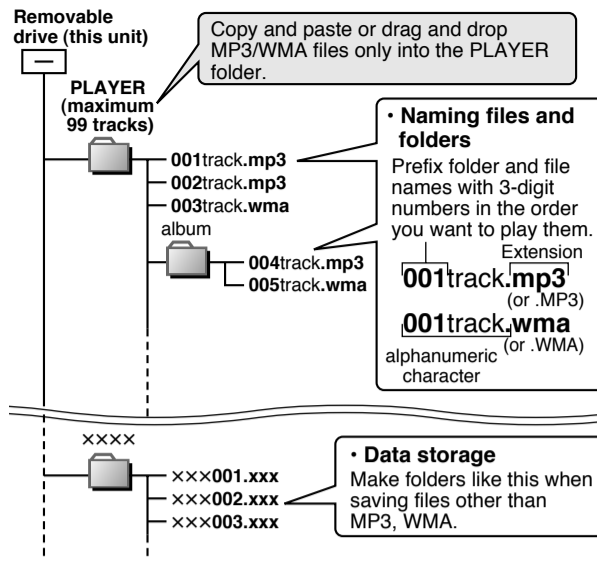 Removable
drive (this unit)
Copy and paste or drag and drop
MP3/WMA files only into the PLAYER
folder.
PLAYER
(maximum
99 tracks)
001track.mp3
002track.mp3
003track.wma
album
004track.mp3
005track.wma
· Naming files and
folders
Prefix folder and file
names with 3-digit
numbers in the order
you want to play them.
Extension
001track.mp3
(or .MP3)
001track.wma
(or .WMA)
alphanumeric
character
××××
×××001.xxx
×××002.xxx
×××003.xxx
· Data storage
Make folders like this when
saving files other than
MP3, WMA.